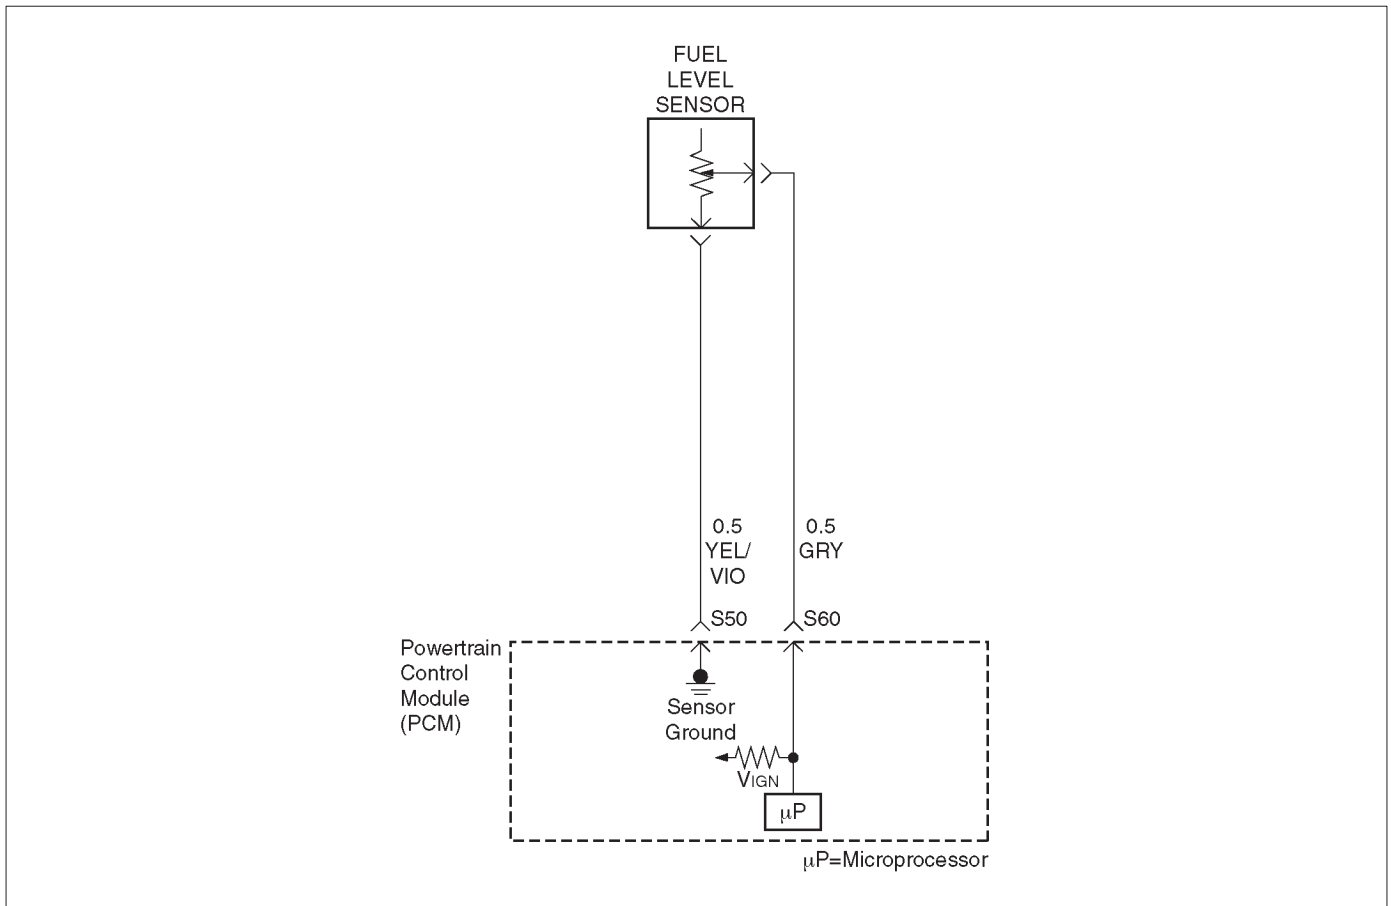 FUEL
LEVEL
SENSOR
0.5
YEL/
VIO
0.5
GRY
S50
S60
Powertrain
Control
Module
(PCM)
Sensor
Ground
VIGN
μP
μP=Microprocessor